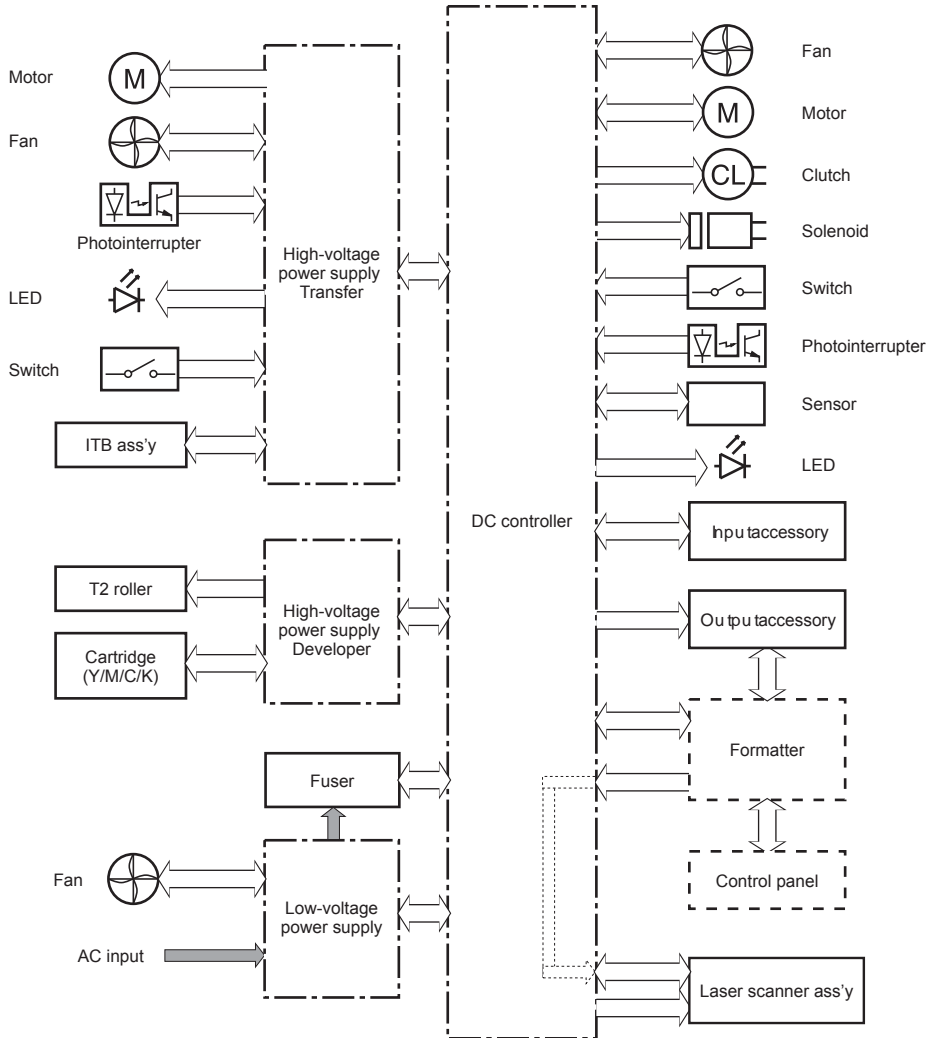 Motor
M
Fan
Photointerrupter
LED
Switch
ITB ass'y
High-voltage
power supply
Transfer
T2 roller
Cartridge
(Y/M/C/K)
High-voltage
power supply
Developer
Fuser
Fan
AC input
Low-voltage
power supply
DC controller
Fan
M
Motor
CL
Clutch
Solenoid
Switch
Photointerrupter
Sensor
LED
Inpu taccessory
Ou tpu taccessory
Formatter
Control panel
Laser scanner ass'y